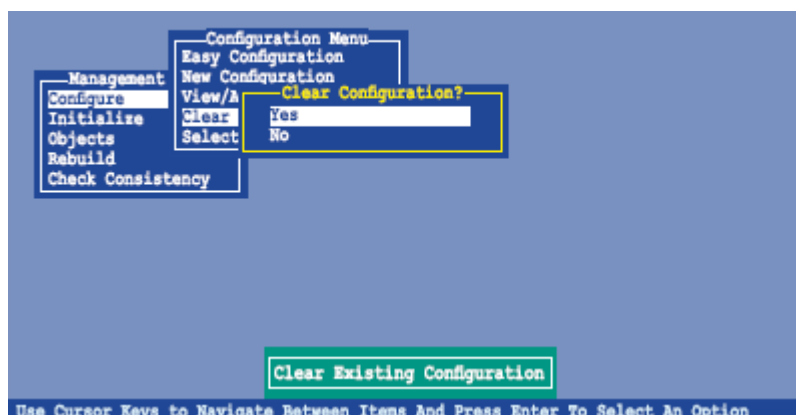 Configuration Menu
Easy Configuration
New Configuration
View/A
Clear
Select
Management
Configure
Initialize
Objects
Rebuild
Check Consistency
Clear Configuration?
Yes
No
Clear Existing Configuration
Use Cursor Keys to Navigate Between Items And Press Enter To Select An Option